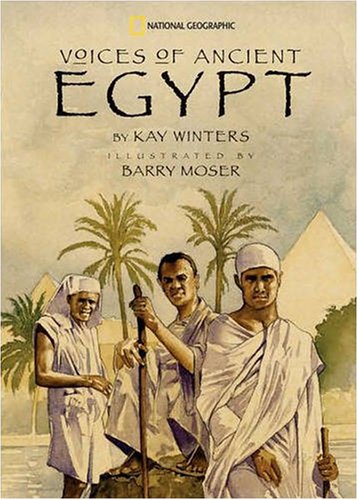 NATIONAL GEOGRAPHIC
VOICES OF ANCIENT
EGYPT
BY KAY WINTERS
ILLUSTRATED BY
BARRY MOSER